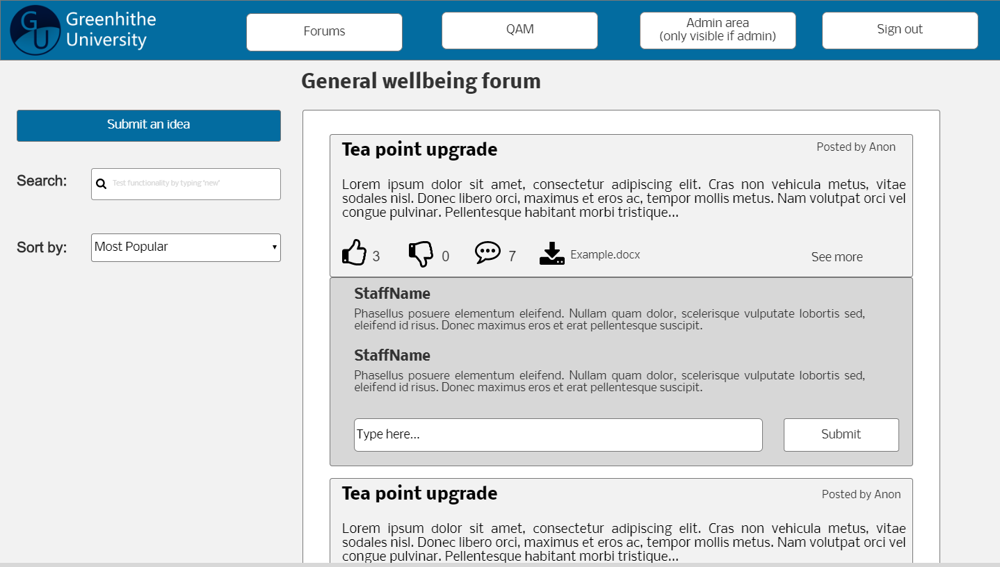 GU Greenhithe
University
Forums
QAM
Admin area
(only visible if admin)
Sign out
General wellbeing forum
Submit an idea
Search:
Test functionality by typing 'new'
Sort by:
Most Popular
Tea point upgrade
Posted by Anon
Lorem ipsum dolor sit amet, consectetur adipiscing elit. Cras non vehicula metus, vitae
sodales nisl. Donec libero orci, maximus et eros ac, tempor mollis metus. Nam volutpat orci vel
congue pulvinar. Pellentesque habitant morbi tristique...
3
0
7
Example.docx
See more
StaffName
Phasellus posuere elementum eleifend. Nullam quam dolor, scelerisque vulputate lobortis sed,
eleifend id risus. Donec maximus eros et erat pellentesque suscipit.
StaffName
Phasellus posuere elementum eleifend. Nullam quam dolor, scelerisque vulputate lobortis sed,
eleifend id risus. Donec maximus eros et erat pellentesque suscipit.
Type here...
Submit
Tea point upgrade
Posted by Anon
Lorem ipsum dolor sit amet, consectetur adipiscing elit. Cras non vehicula metus, vitae
sodales nisl. Donec libero orci, maximus et eros ac, tempor mollis metus. Nam volutpat orci vel
congue pulvinar. Pellentesque habitant morbi tristique...